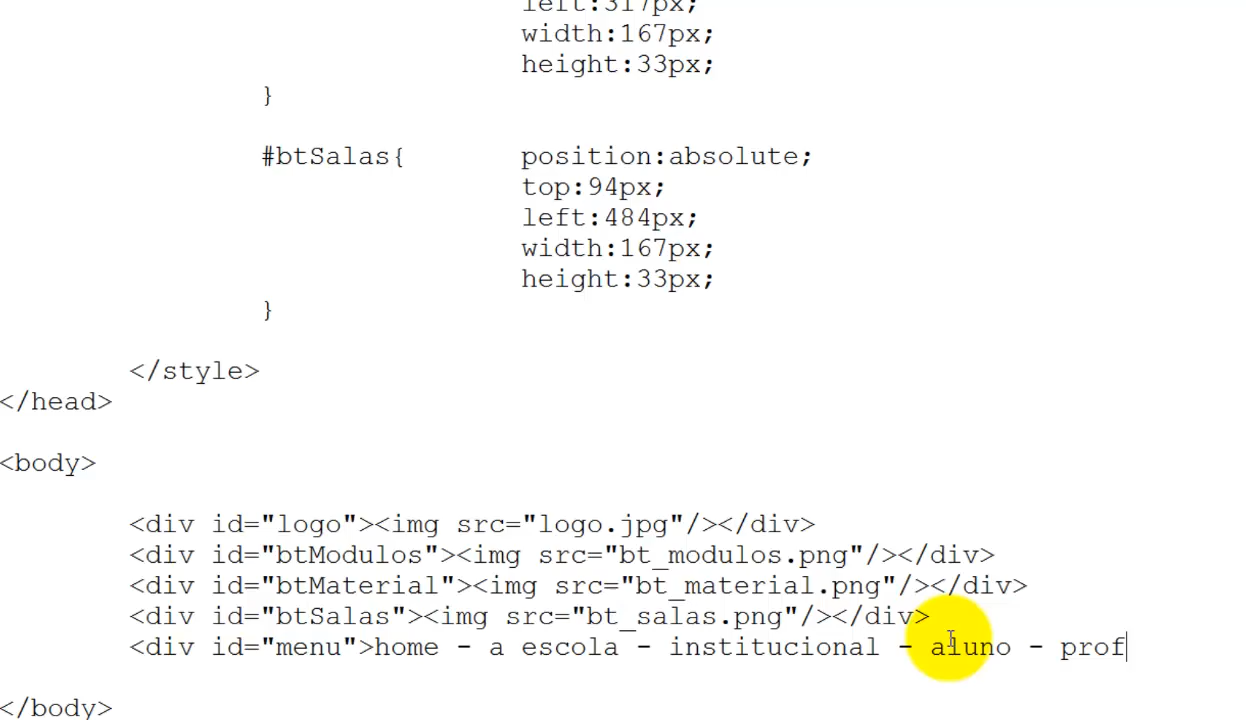 left:317px;
width:167px;
height:33px;
}
#btSalas{ position:absolute;
top:94px;
left:484px;
width:167px;
height:33px;
}
</style>
</head>
<body>
<div id="logo"><img src="logo.jpg"/></div>
<div id="btModulos"><img src="bt_modulos.png"/></div>
<div id="btMaterial"><img src="bt_material.png"/></div>
<div id="btSalas"><img src="bt_salas.png"/></div>
<div id="menu">home - a escola - institucional - aluno - prof
</body>